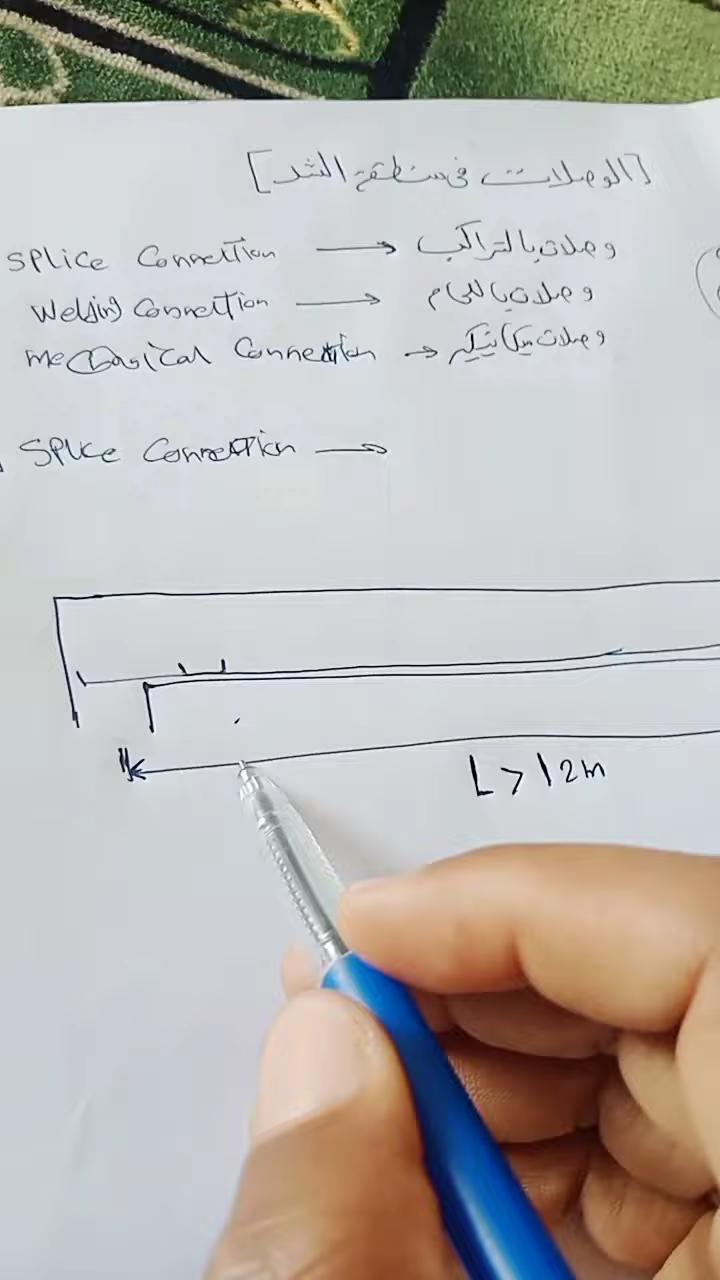 [الوصلات في منطقة الشد]
Splice Connection → وصلات بالتراكب
Welding Connection → وصلات باللحام
mechanical Connection → وصلات ميكانيكية
Splice Connection →
L > 12m